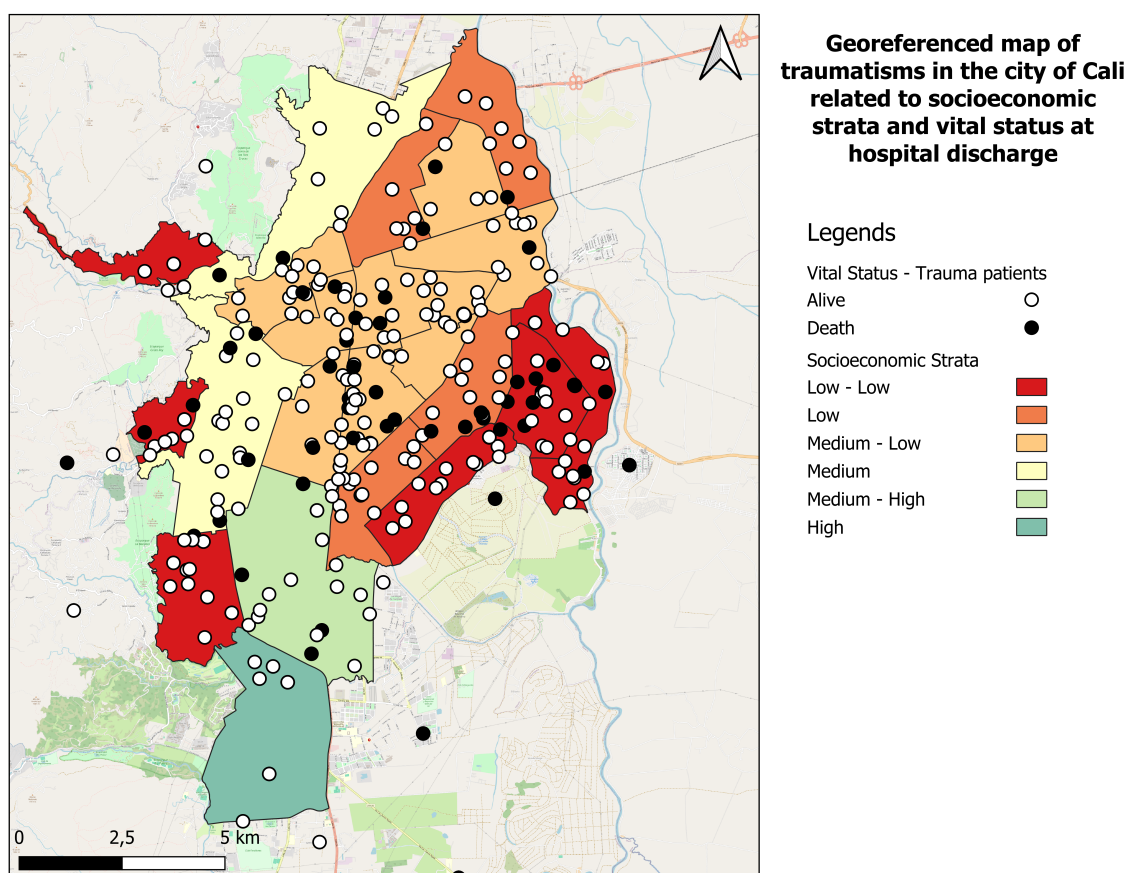 Georeferenced map of
traumatisms in the city of Cali
related to socioeconomic
strata and vital status at
hospital discharge
Legends
Vital Status - Trauma patients
Alive
Death
Socioeconomic Strata
Low - Low
Low
Medium - Low
Medium
Medium - High
High
0 2,5 5 km